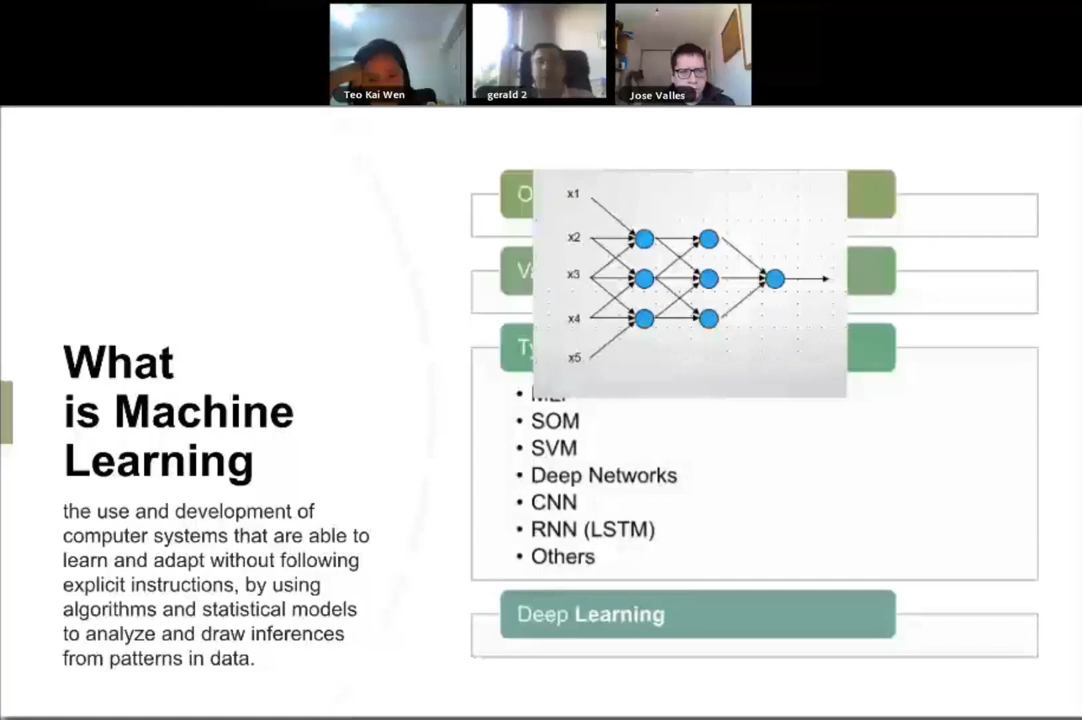 Teo Kai Wen
gerald 2
Jose Valles
What
is Machine
Learning
the use and development of
computer systems that are able to
learn and adapt without following
explicit instructions, by using
algorithms and statistical models
to analyze and draw inferences
from patterns in data.
x1
x2
x3
x4
x5
• SOM
• SVM
• Deep Networks
• CNN
• RNN (LSTM)
• Others
Deep Learning